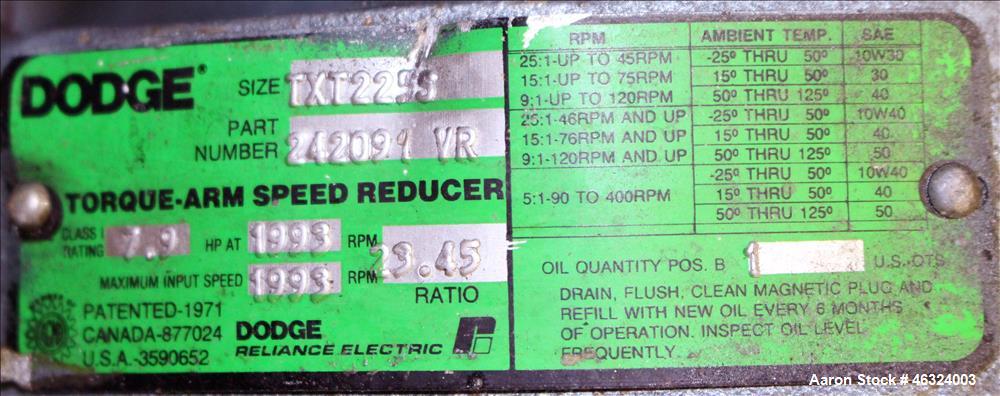 DODGE®
SIZE TXT225S
PART NUMBER 242091 YR
TORQUE-ARM SPEED REDUCER
CLASS I RATING 7.9 HP AT 1993 RPM 23.45 RATIO
MAXIMUM INPUT SPEED 1993 RPM
PATENTED-1971
CANADA-877024
U.S.A.-3590652
DODGE
RELIANCE ELECTRIC
RPM AMBIENT TEMP. SAE
25:1-UP TO 45RPM -25° THRU 50° 10W30
15:1-UP TO 75RPM 15° THRU 50° 30
9:1-UP TO 120RPM 50° THRU 125° 40
25:1-46RPM AND UP -25° THRU 50° 10W40
15:1-76RPM AND UP 15° THRU 50° 40
9:1-120RPM AND UP 50° THRU 125° 50
-25° THRU 50° 10W40
5:1-90 TO 400RPM 15° THRU 50° 40
50° THRU 125° 50
OIL QUANTITY POS. B 1 U.S. QTS
DRAIN, FLUSH, CLEAN MAGNETIC PLUG AND
REFILL WITH NEW OIL EVERY 6 MONTHS
OF OPERATION. INSPECT OIL LEVEL
FREQUENTLY.
Aaron Stock # 46324003